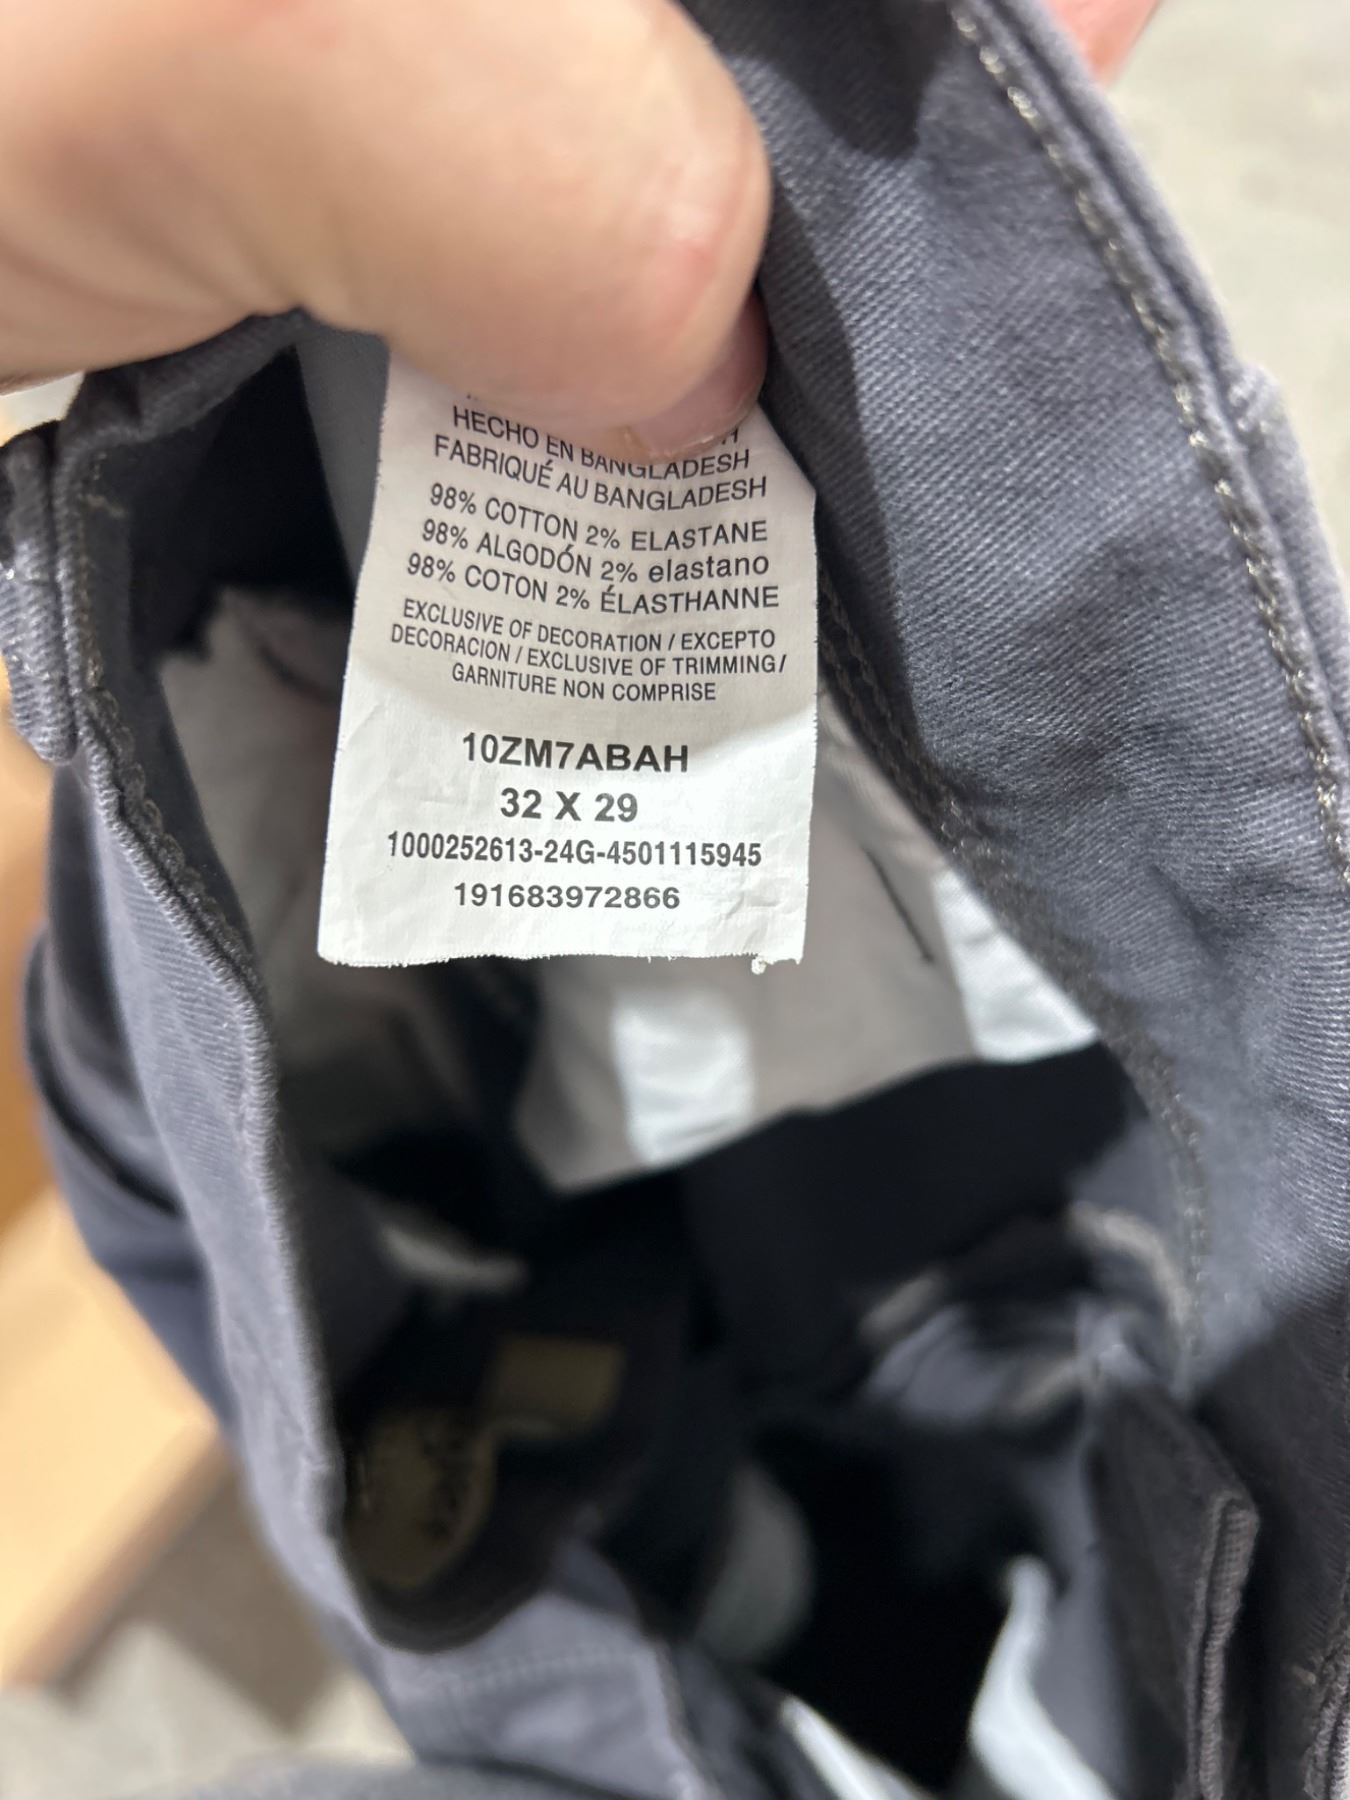 HECHO EN BANGLADESH
FABRIQUÉ AU BANGLADESH
98% COTTON 2% ELASTANE
98% ALGODÓN 2% elastano
98% COTON 2% ÉLASTHANNE
EXCLUSIVE OF DECORATION / EXCEPTO
DECORACION / EXCLUSIVE OF TRIMMING/
GARNITURE NON COMPRISE
10ZM7ABAH
32 X 29
1000252613-24G-4501115945
191683972866